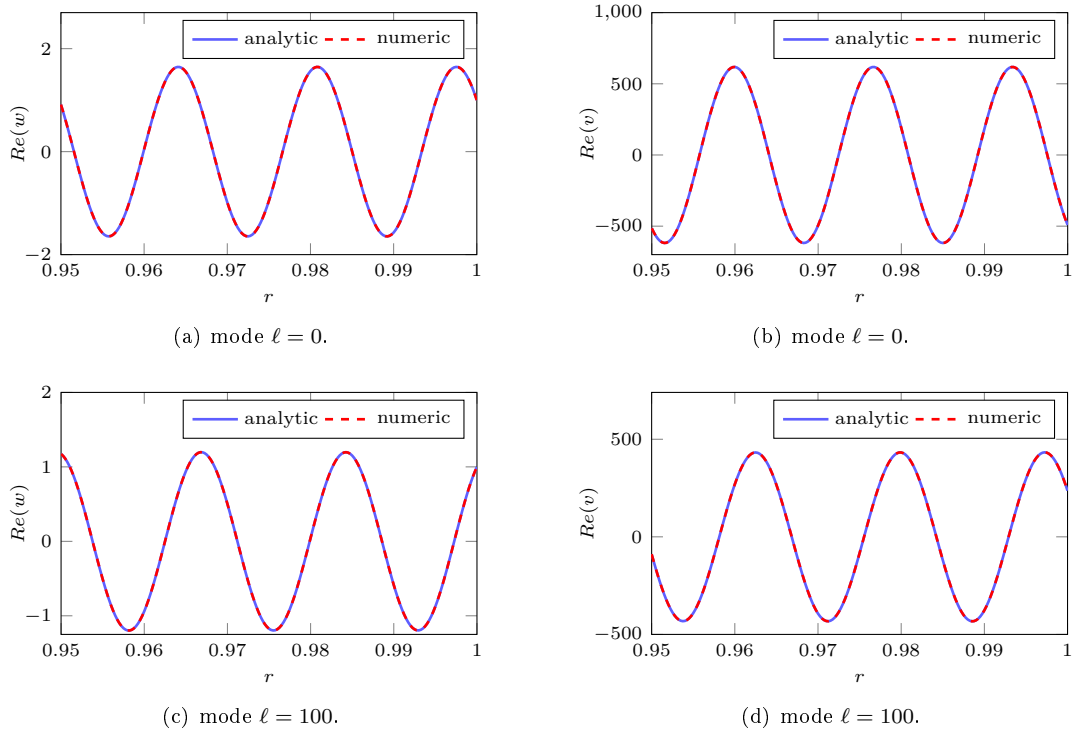 2
0
−2
Re(w)
analytic numeric
0.95 0.96 0.97 0.98 0.99 1
r
(a) mode ℓ = 0.
1,000
500
0
−500
Re(v)
analytic numeric
0.95 0.96 0.97 0.98 0.99 1
r
(b) mode ℓ = 0.
2
1
0
−1
Re(w)
analytic numeric
0.95 0.96 0.97 0.98 0.99 1
r
(c) mode ℓ = 100.
500
0
−500
Re(v)
analytic numeric
0.95 0.96 0.97 0.98 0.99 1
r
(d) mode ℓ = 100.